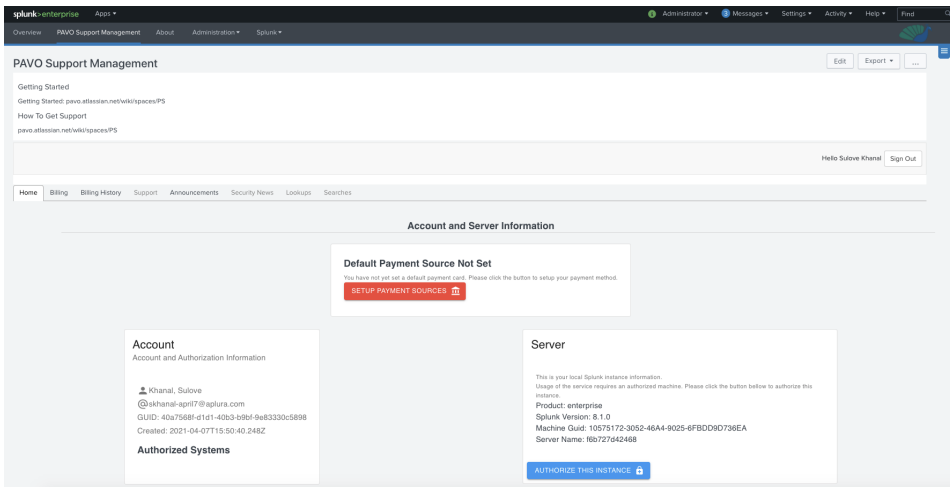 splunk>enterprise Apps
Administrator 3 Messages Settings Activity Help Find
Overview PAVO Support Management About Administration Splunk
PAVO Support Management
Edit Export ...
Getting Started
Getting Started: pavo.atlassian.net/wiki/spaces/PS
How To Get Support
pavo.atlassian.net/wiki/spaces/PS
Hello Sulove Khanal Sign Out
Home Billing Billing History Support Announcements Security News Lookups Searches
Account and Server Information
Default Payment Source Not Set
You have not yet set a default payment card. Please click the button to setup your payment method.
SETUP PAYMENT SOURCES
Account
Account and Authorization Information
Khanal, Sulove
@skhanal-april7@aplura.com
GUID: 40a7568f-d1d1-40b3-b9bf-9e83330c5898
Created: 2021-04-07T15:50:40.248Z
Authorized Systems
Server
This is your local Splunk instance information.
Usage of the service requires an authorized machine. Please click the button bellow to authorize this
instance.
Product: enterprise
Splunk Version: 8.1.0
Machine Guid: 10575172-3052-46A4-9025-6FBDD9D736EA
Server Name: f6b727d42468
AUTHORIZE THIS INSTANCE